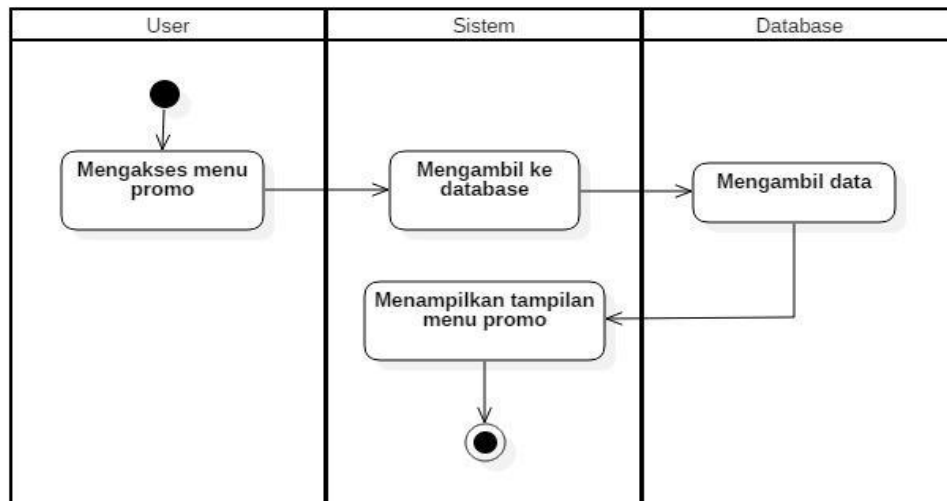 User
Sistem
Database
Mengakses menu
promo
Mengambil ke
database
Mengambil data
Menampilkan tampilan
menu promo